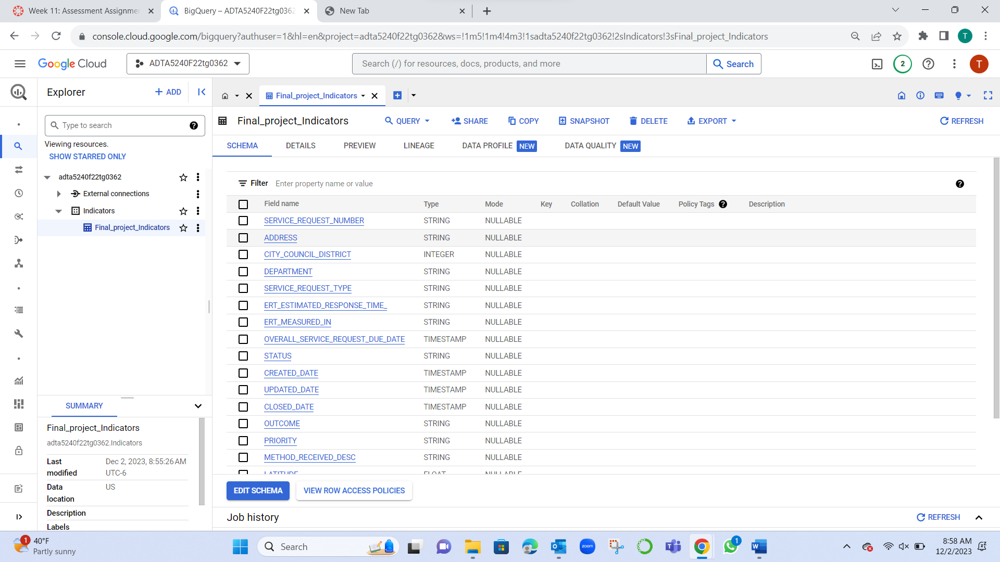 Week 11: Assessment Assignme
BigQuery – ADTA5240F22tg0362
New Tab
console.cloud.google.com/bigquery?authuser=1&hl=en&project=adta5240f22tg0362&ws=!1m5!1m4!4m3!1sadta5240f22tg0362!2sIndicators!3sFinal_project_Indicators
T
Google Cloud
ADTA5240F22tg0362
Search (/) for resources, docs, products, and more
Search
2
T
Explorer
+ ADD
Final_project_Indicators
Type to search
Viewing resources.
SHOW STARRED ONLY
adta5240f22tg0362
External connections
Indicators
Final_project_Indicators
Final_project_Indicators
QUERY
SHARE
COPY
SNAPSHOT
DELETE
EXPORT
REFRESH
SCHEMA
DETAILS
PREVIEW
LINEAGE
DATA PROFILE NEW
DATA QUALITY NEW
Filter Enter property name or value
Field name Type Mode Key Collation Default Value Policy Tags Description
SERVICE_REQUEST_NUMBER STRING NULLABLE
ADDRESS STRING NULLABLE
CITY_COUNCIL_DISTRICT INTEGER NULLABLE
DEPARTMENT STRING NULLABLE
SERVICE_REQUEST_TYPE STRING NULLABLE
ERT_ESTIMATED_RESPONSE_TIME_ STRING NULLABLE
ERT_MEASURED_IN STRING NULLABLE
OVERALL_SERVICE_REQUEST_DUE_DATE TIMESTAMP NULLABLE
STATUS STRING NULLABLE
CREATED_DATE TIMESTAMP NULLABLE
UPDATED_DATE TIMESTAMP NULLABLE
CLOSED_DATE TIMESTAMP NULLABLE
OUTCOME STRING NULLABLE
PRIORITY STRING NULLABLE
METHOD_RECEIVED_DESC STRING NULLABLE
LATITUDE FLOAT NULLABLE
EDIT SCHEMA
VIEW ROW ACCESS POLICIES
Job history
REFRESH
SUMMARY
Final_project_Indicators
adta5240f22tg0362.Indicators
Last modified
Dec 2, 2023, 8:55:26 AM UTC-6
Data location
US
Description
Labels
1
40°F
Partly sunny
Search
zoom
1
W
8:58 AM
12/2/2023